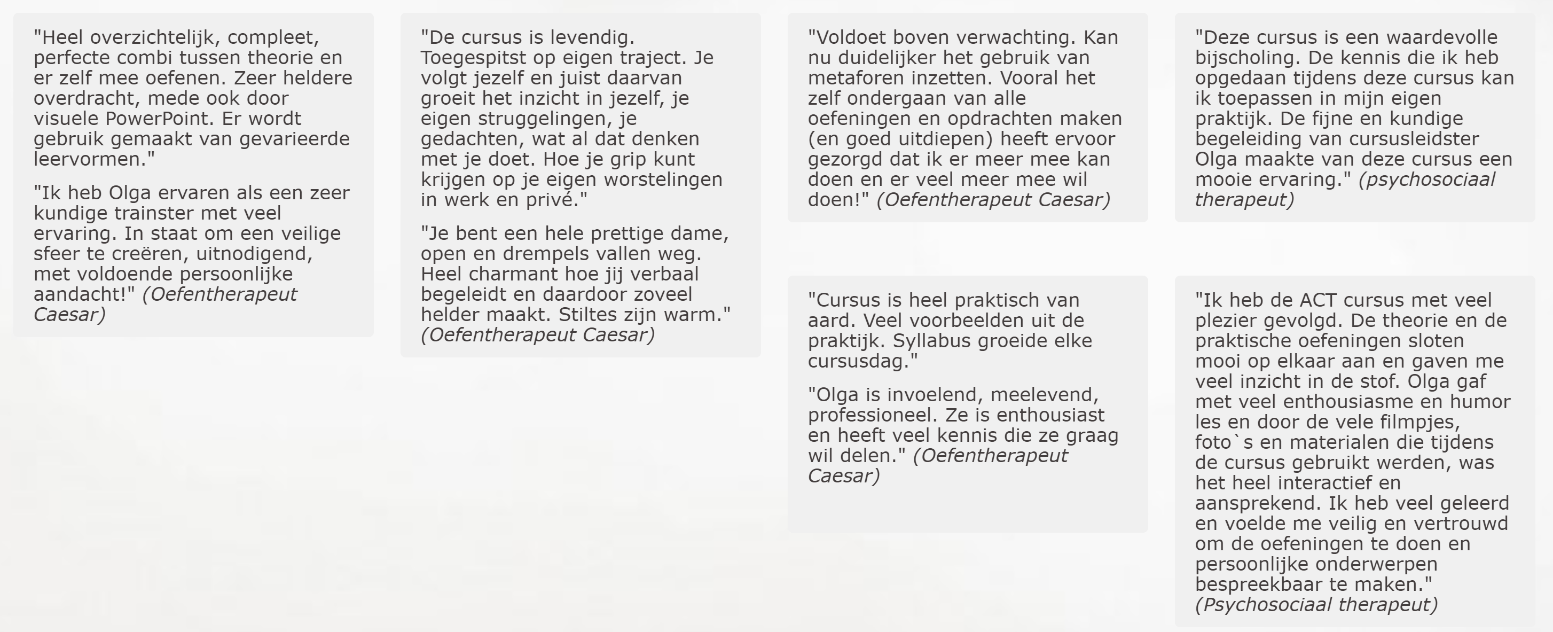 "Heel overzichtelijk, compleet,
perfecte combi tussen theorie en
er zelf mee oefenen. Zeer heldere
overdracht, mede ook door
visuele PowerPoint. Er wordt
gebruik gemaakt van gevarieerde
leervormen."
"Ik heb Olga ervaren als een zeer
kundige trainster met veel
ervaring. In staat om een veilige
sfeer te creëren, uitnodigend,
met voldoende persoonlijke
aandacht!" (Oefentherapeut
Caesar)
"De cursus is levendig.
Toegespitst op eigen traject. Je
volgt jezelf en juist daarvan
groeit het inzicht in jezelf, je
eigen struggelingen, je
gedachten, wat al dat denken
met je doet. Hoe je grip kunt
krijgen op je eigen worstelingen
in werk en privé."
"Je bent een hele prettige dame,
open en drempels vallen weg.
Heel charmant hoe jij verbaal
begeleidt en daardoor zoveel
helder maakt. Stiltes zijn warm."
(Oefentherapeut Caesar)
"Voldoet boven verwachting. Kan
nu duidelijker het gebruik van
metaforen inzetten. Vooral het
zelf ondergaan van alle
oefeningen en opdrachten maken
(en goed uitdiepen) heeft ervoor
gezorgd dat ik er meer mee kan
doen en er veel meer mee wil
doen!" (Oefentherapeut Caesar)
"Deze cursus is een waardevolle
bijscholing. De kennis die ik heb
opgedaan tijdens deze cursus kan
ik toepassen in mijn eigen
praktijk. De fijne en kundige
begeleiding van cursusleidster
Olga maakte van deze cursus een
mooie ervaring." (psychosociaal
therapeut)
"Cursus is heel praktisch van
aard. Veel voorbeelden uit de
praktijk. Syllabus groeide elke
cursusdag."
"Olga is invoelend, meelevend,
professioneel. Ze is enthousiast
en heeft veel kennis die ze graag
wil delen." (Oefentherapeut
Caesar)
"Ik heb de ACT cursus met veel
plezier gevolgd. De theorie en de
praktische oefeningen sloten
mooi op elkaar aan en gaven me
veel inzicht in de stof. Olga gaf
met veel enthousiasme en humor
les en door de vele filmpjes,
foto`s en materialen die tijdens
de cursus gebruikt werden, was
het heel interactief en
aansprekend. Ik heb veel geleerd
en voelde me veilig en vertrouwd
om de oefeningen te doen en
persoonlijke onderwerpen
bespreekbaar te maken."
(Psychosociaal therapeut)